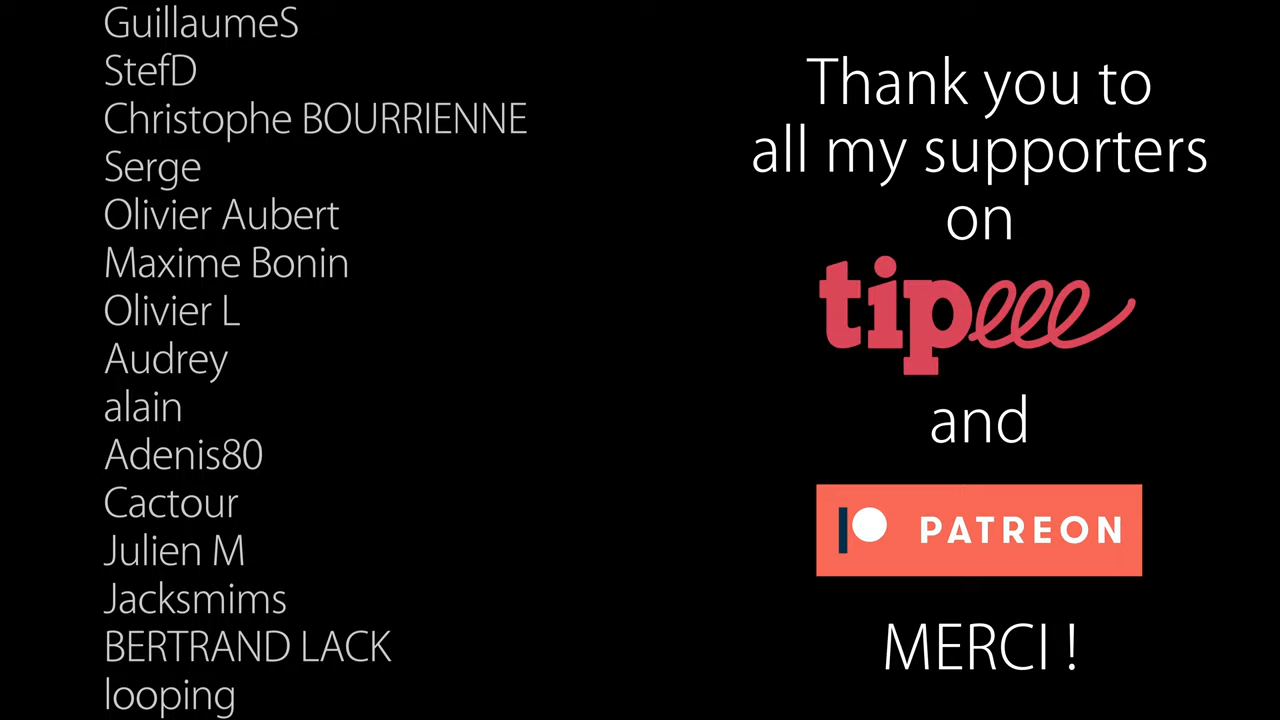 GuillaumeS
StefD
Christophe BOURRIENNE
Serge
Olivier Aubert
Maxime Bonin
Olivier L
Audrey
alain
Adenis80
Cactour
Julien M
Jacksmims
BERTRAND LACK
looping
Thank you to
all my supporters
on
tipeee
and
PATREON
MERCI !